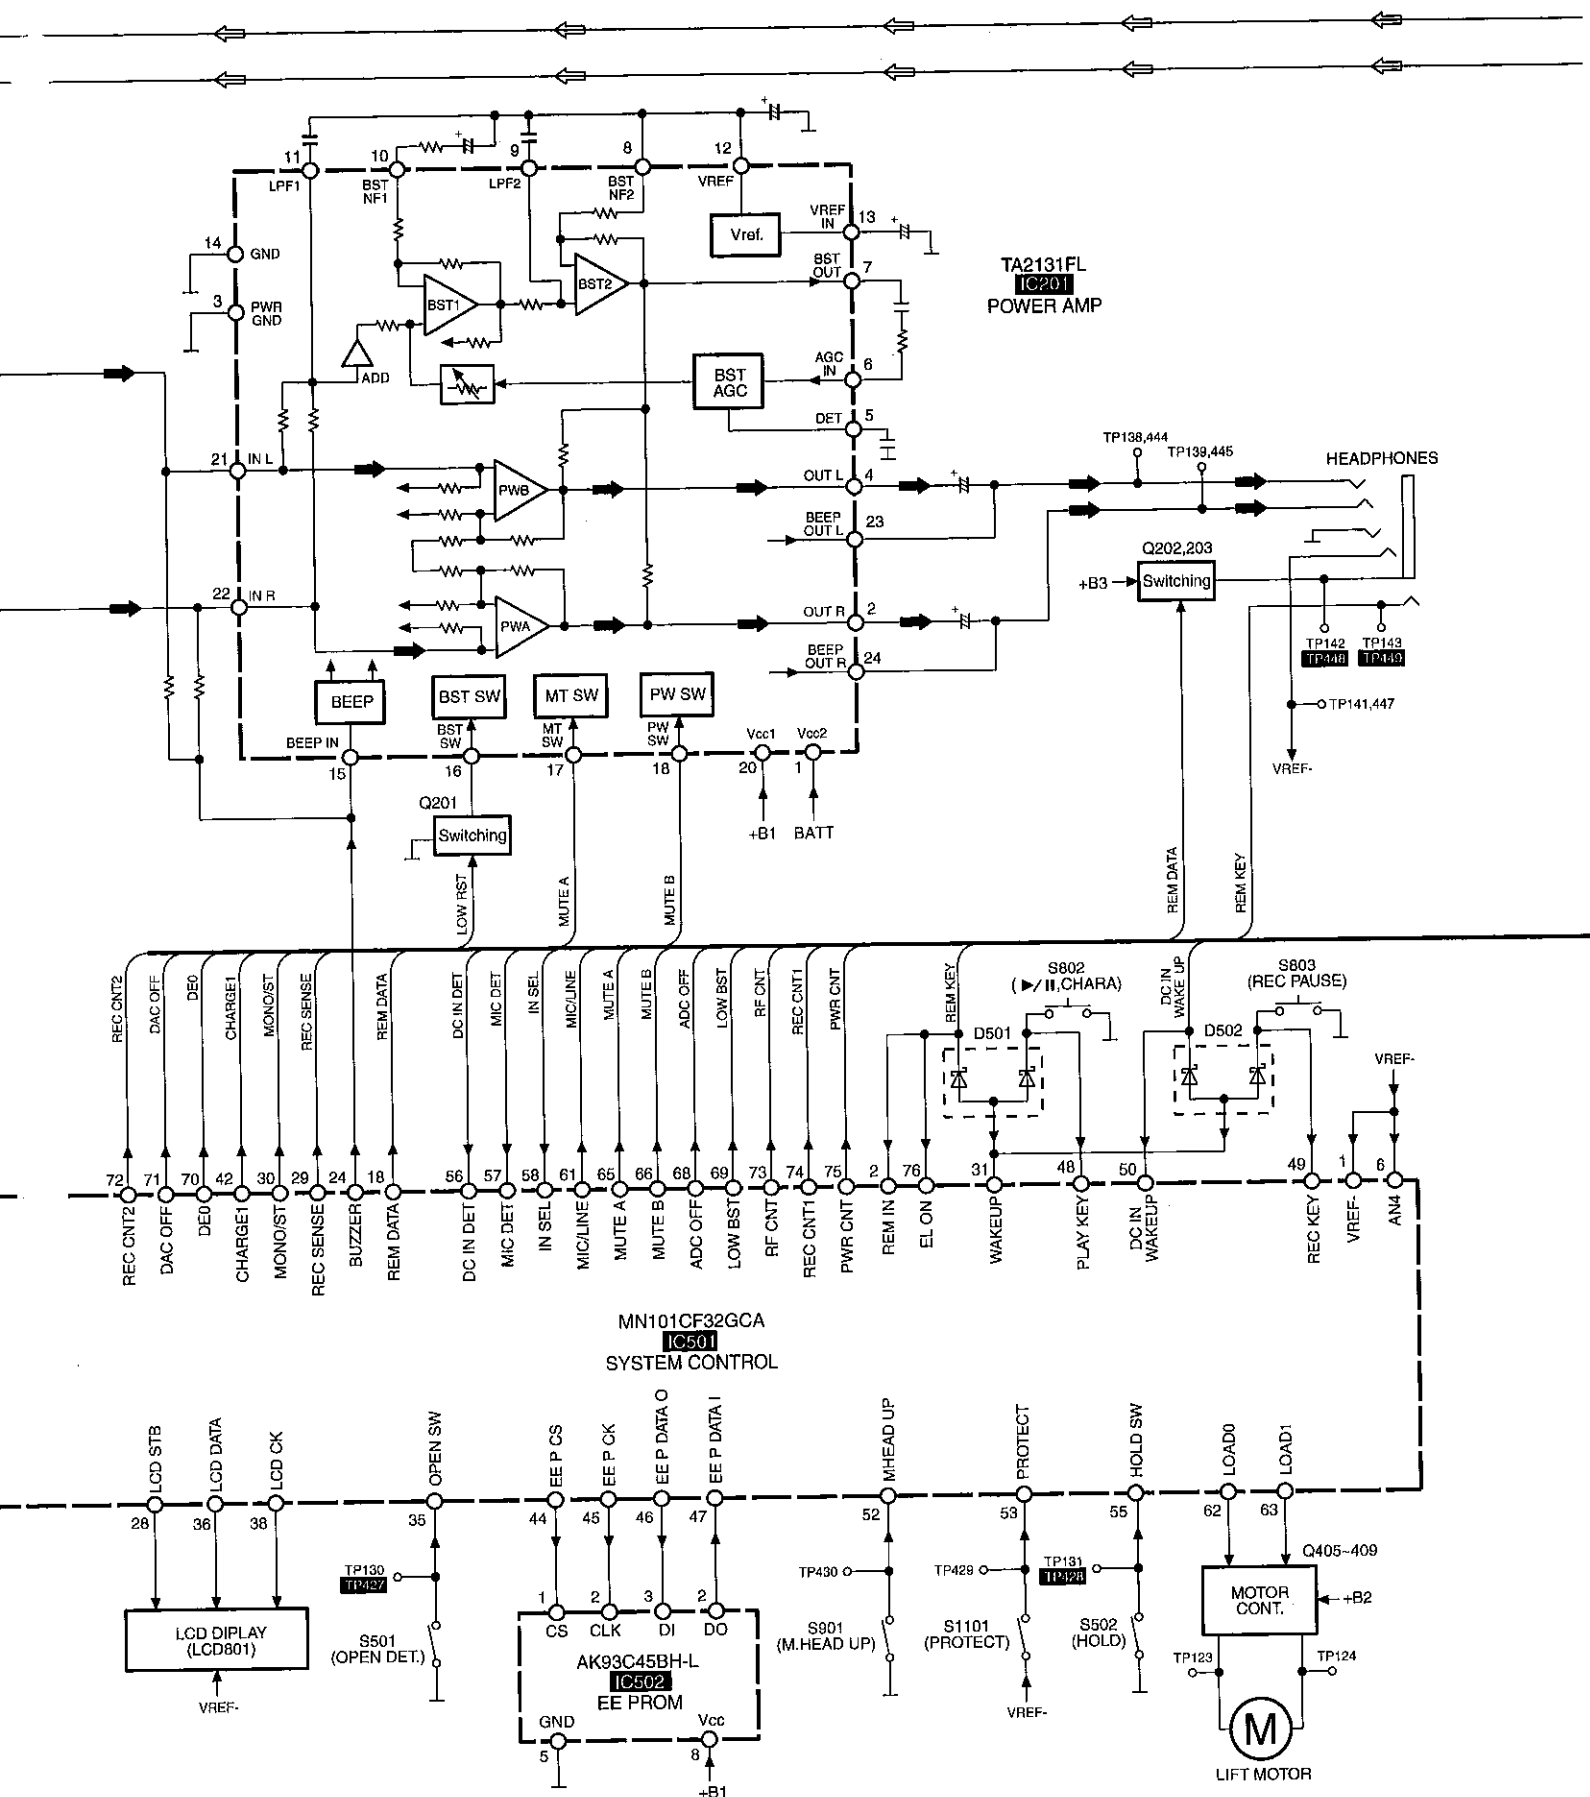 +
11
10
+
9
8
12
LPF1
BST
NF1
LPF2
BST
NF2
VREF
VREF
IN
13
+
Vref.
14
GND
BST
OUT
7
TA2131FL
IC201
POWER AMP
BST1
BST2
3
PWR
GND
ADD
BST
AGC
AGC
IN
6
DET
5
TP138,444
TP139,445
HEADPHONES
21
IN L
PWB
OUT L
4
+
BEEP
OUT L
23
Q202,203
+B3
Switching
22
IN R
PWA
OUT R
2
+
BEEP
OUT R
24
TP142
TP448
TP143
TP449
BEEP
BST SW
MT SW
PW SW
TP141,447
BEEP IN
BST
SW
MT
SW
PW
SW
Vcc1
Vcc2
15
16
17
18
20
1
VREF-
Q201
Switching
+B1
BATT
LOW RST
MUTE A
MUTE B
REM DATA
REM KEY
REC CNT2
DAC OFF
DE0
CHARGE1
MONO/ST
REC SENSE
REM DATA
DC IN DET
MIC DET
IN SEL
MIC/LINE
MUTE A
MUTE B
ADC OFF
LOW BST
RF CNT
REC CNT1
PWR CNT
REM KEY
S802
(▶/II,CHARA)
DC IN
WAKE UP
S803
(REC PAUSE)
D501
D502
VREF-
72
71
70
42
30
29
24
18
56
57
58
61
65
66
68
69
73
74
75
2
76
31
48
50
49
1
6
REC CNT2
DAC OFF
DE0
CHARGE1
MONO/ST
REC SENSE
BUZZER
REM DATA
DC IN DET
MIC DET
IN SEL
MIC/LINE
MUTE A
MUTE B
ADC OFF
LOW BST
RF CNT
REC CNT1
PWR CNT
REM IN
EL ON
WAKEUP
PLAY KEY
DC IN
WAKEUP
REC KEY
VREF-
AN4
MN101CF32GCA
IC501
SYSTEM CONTROL
LCD STB
LCD DATA
LCD CK
OPEN SW
EE P CS
EE P CK
EE P DATA O
EE P DATA I
MHEAD UP
PROTECT
HOLD SW
LOAD0
LOAD1
28
36
38
35
44
45
46
47
52
53
55
62
63
TP130
TP427
TP430
TP429
TP131
TP428
Q405~409
MOTOR
CONT.
+B2
1
2
3
2
CS
CLK
DI
DO
LCD DIPLAY
(LCD801)
VREF-
S501
(OPEN DET.)
AK93C45BH-L
IC502
EE PROM
S901
(M.HEAD UP)
S1101
(PROTECT)
S502
(HOLD)
TP123
TP124
VREF-
GND
Vcc
5
8
+B1
M
LIFT MOTOR